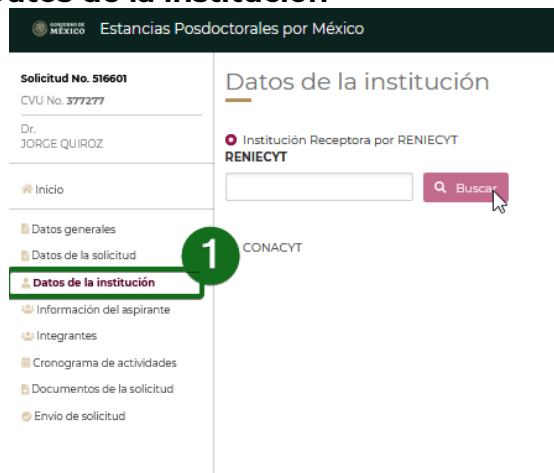 Datos de la institución
GOBIERNO DE MÉXICO Estancias Posdoctorales por México
Solicitud No. 516601
CVU No. 377277
Dr.
JORGE QUIROZ
Inicio
Datos generales
Datos de la solicitud
Datos de la institución
Información del aspirante
Integrantes
Cronograma de actividades
Documentos de la solicitud
Envío de solicitud
1
Datos de la institución
Institución Receptora por RENIECYT
RENIECYT
Buscar
CONACYT